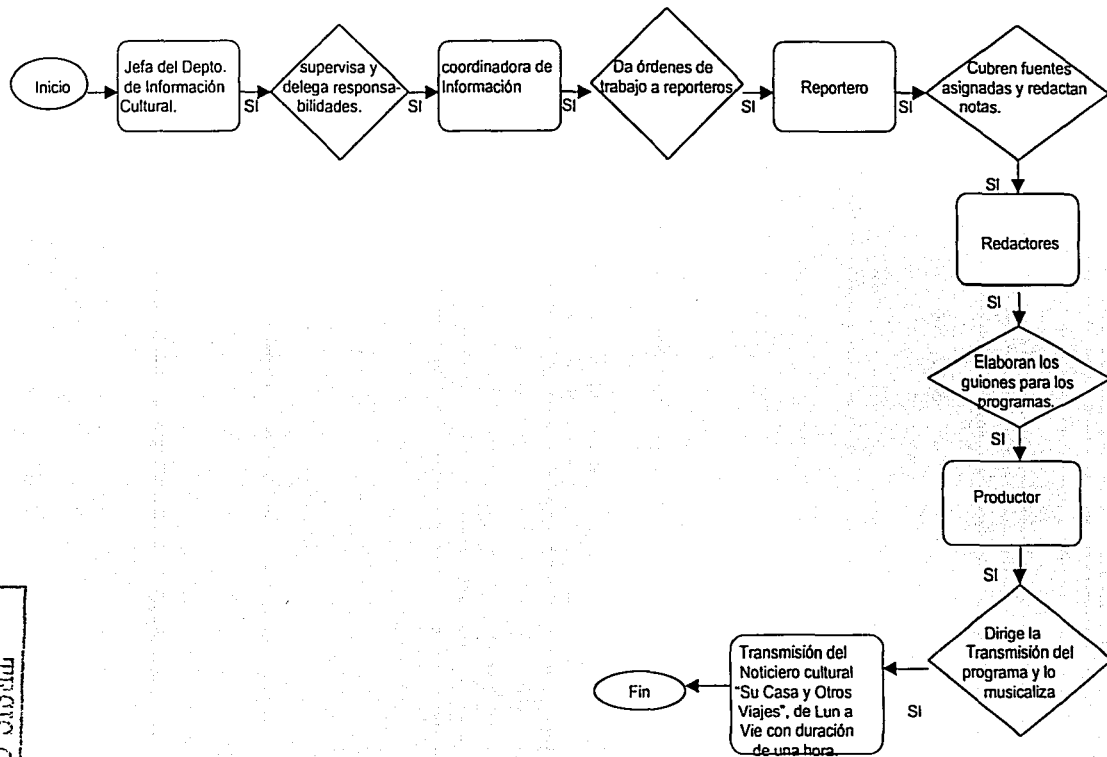 Inicio
Jefa del Depto.
de Información
Cultural.
SI
supervisa y
delega responsa-
bilidades.
SI
coordinadora de
Información
SI
Da órdenes de
trabajo a reporteros
SI
Reportero
SI
Cubren fuentes
asignadas y redactan
notas.
SI
Redactores
SI
Elaboran los
guiones para los
programas.
SI
Productor
SI
Dirige la
Transmisión del
programa y lo
musicaliza
SI
Transmisión del
Noticiero cultural
"Su Casa y Otros
Viajes", de Lun a
Vie con duración
de una hora.
Fin